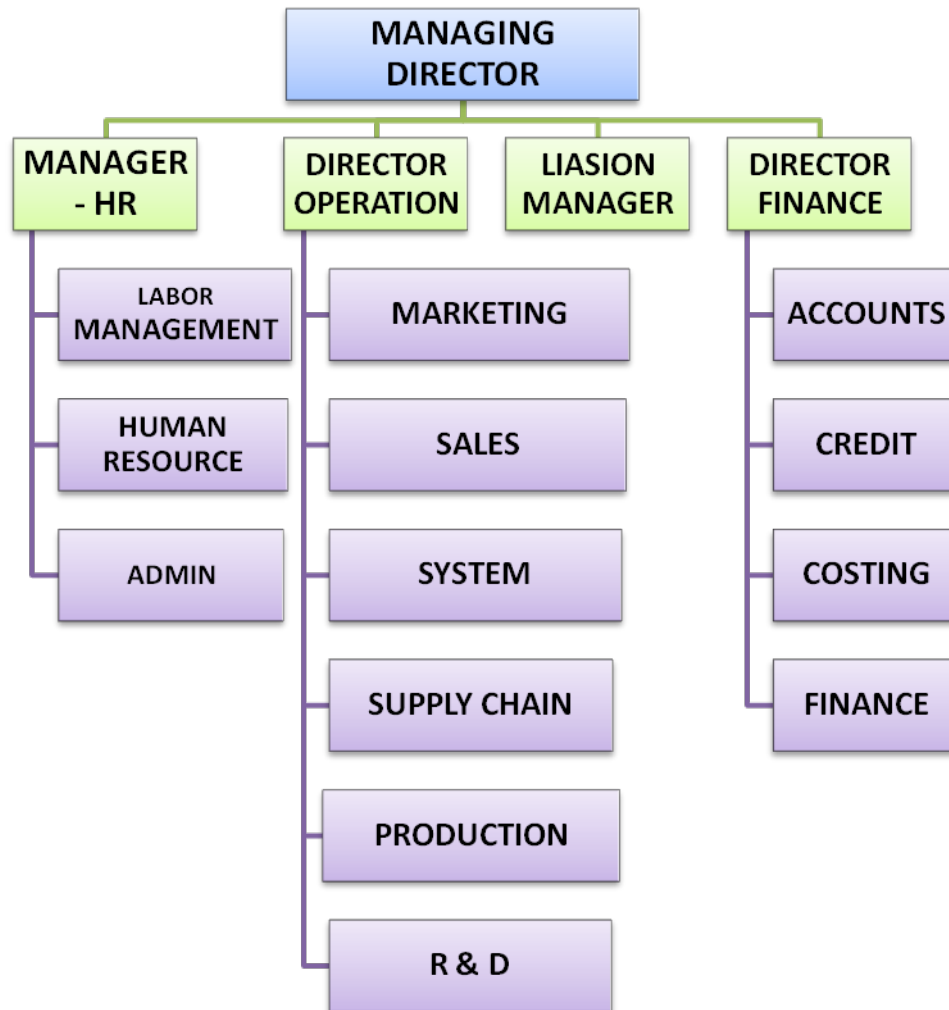 MANAGING
DIRECTOR
MANAGER
- HR
DIRECTOR
OPERATION
LIASION
MANAGER
DIRECTOR
FINANCE
LABOR
MANAGEMENT
HUMAN
RESOURCE
ADMIN
MARKETING
SALES
SYSTEM
SUPPLY CHAIN
PRODUCTION
R & D
ACCOUNTS
CREDIT
COSTING
FINANCE